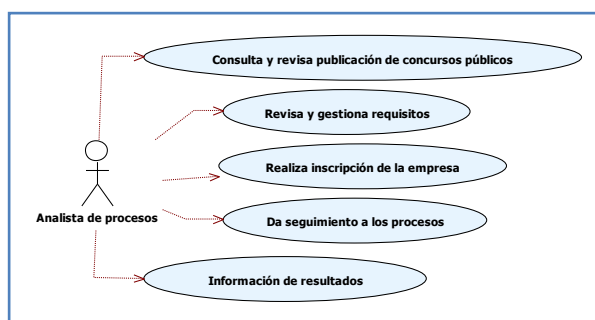 Consulta y revisa publicación de concursos públicos
Revisa y gestiona requisitos
Realiza inscripción de la empresa
Analista de procesos
Da seguimiento a los procesos
Información de resultados